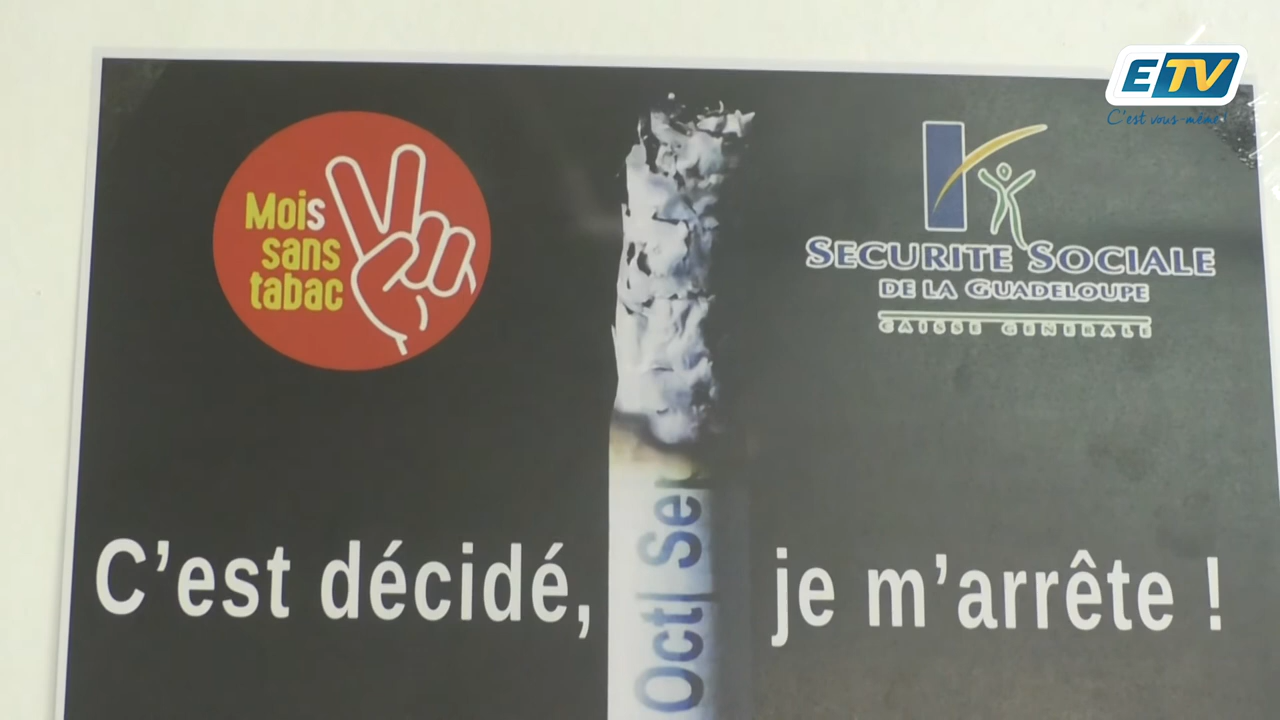 ETV
C'est vous-même !
Mois
sans
tabac
SECURITE SOCIALE
DE LA GUADELOUPE
CAISSE GENERALE
C'est décidé, je m'arrête !
Oct Se